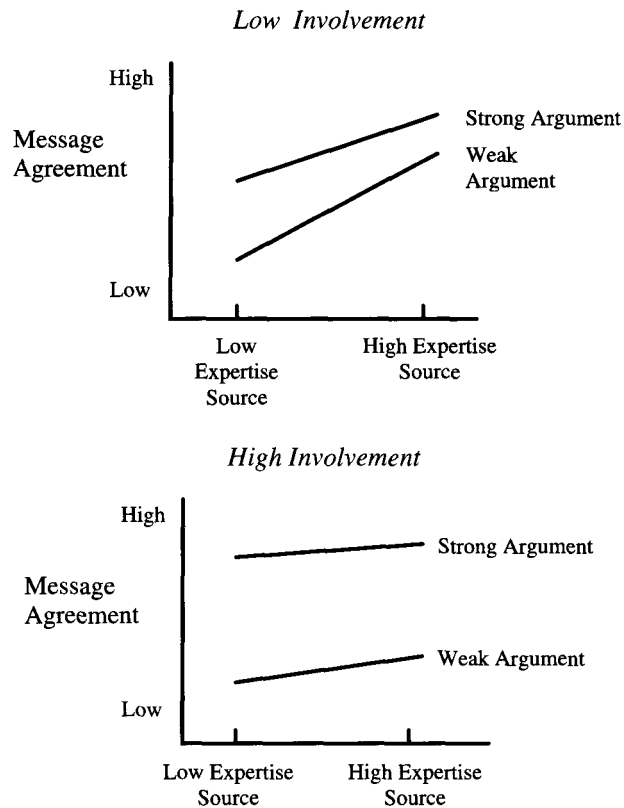 Low Involvement
High
Message
Agreement
Strong Argument
Weak
Argument
Low
Low
Expertise
Source
High Expertise
Source
High Involvement
High
Message
Agreement
Strong Argument
Weak Argument
Low
Low Expertise
Source
High Expertise
Source